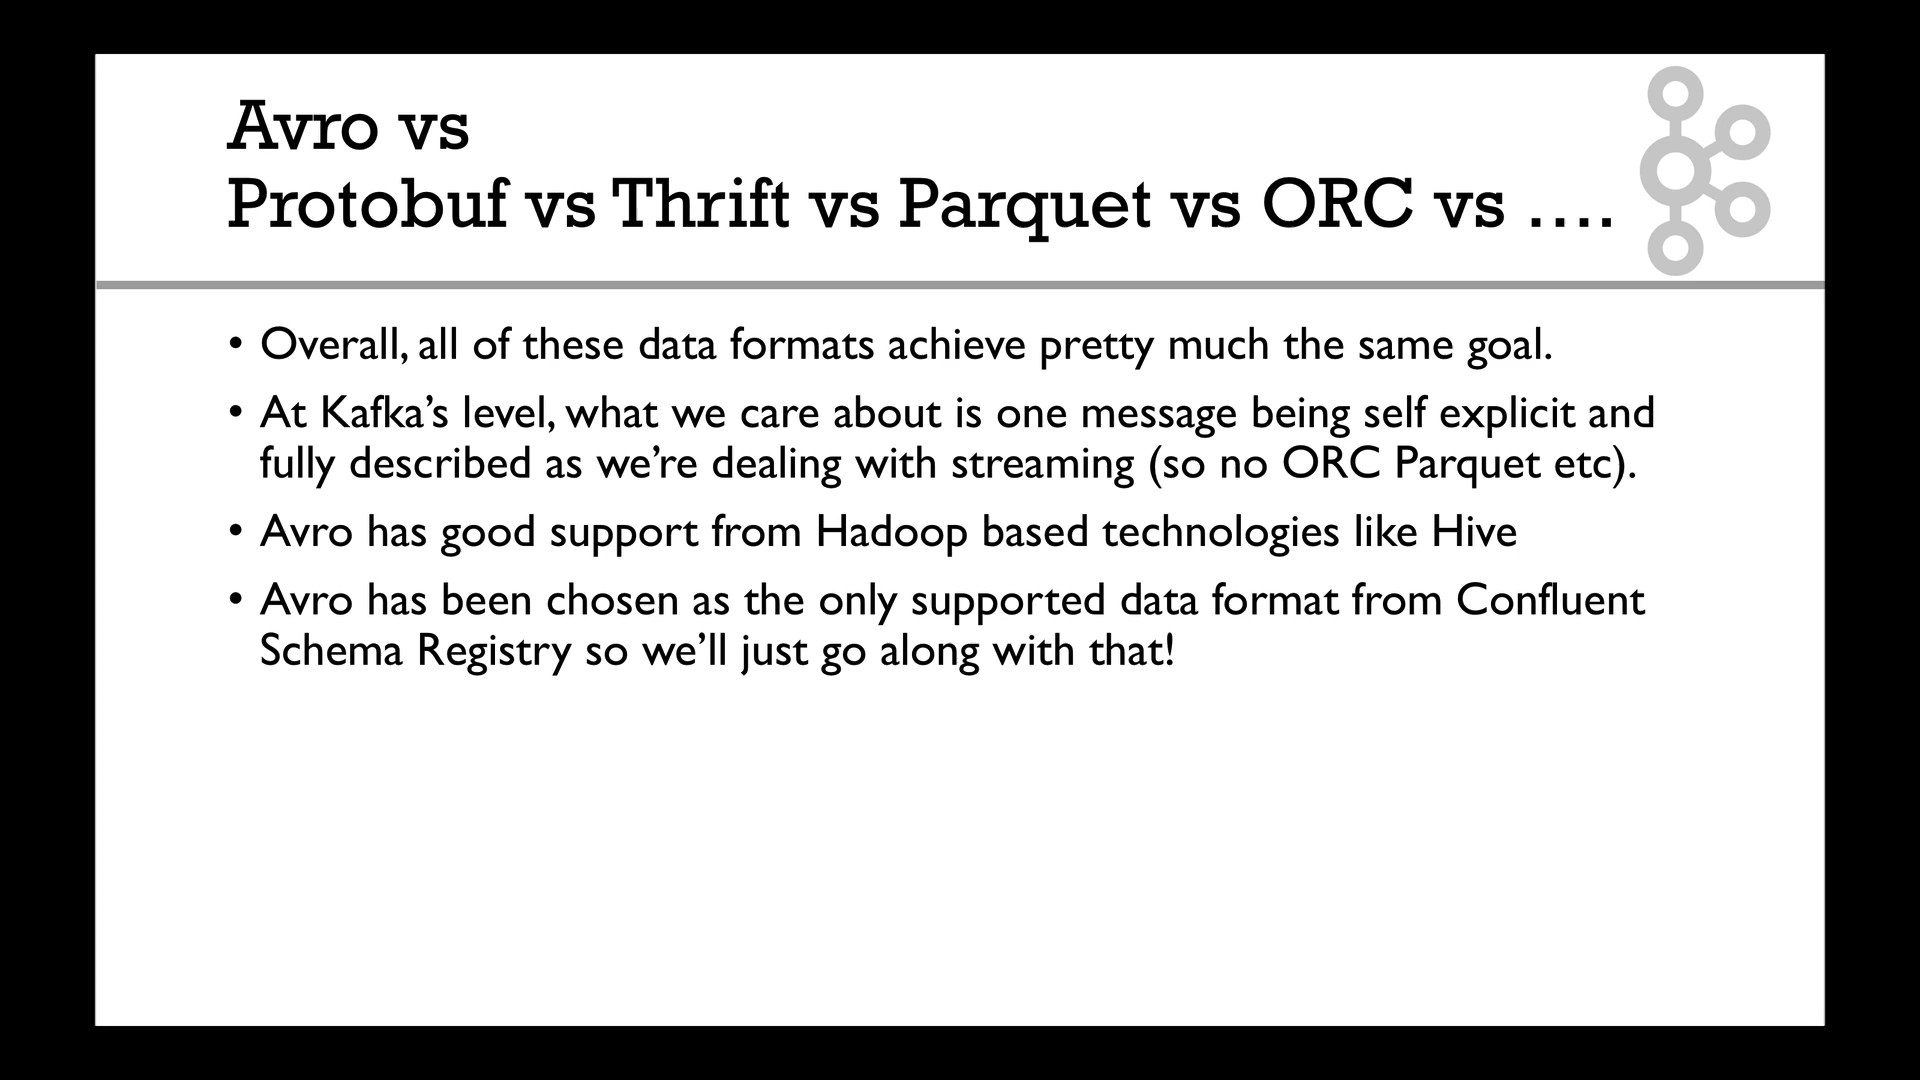 Avro vs
Protobuf vs Thrift vs Parquet vs ORC vs ....
• Overall, all of these data formats achieve pretty much the same goal.
• At Kafka’s level, what we care about is one message being self explicit and
fully described as we’re dealing with streaming (so no ORC Parquet etc).
• Avro has good support from Hadoop based technologies like Hive
• Avro has been chosen as the only supported data format from Confluent
Schema Registry so we’ll just go along with that!